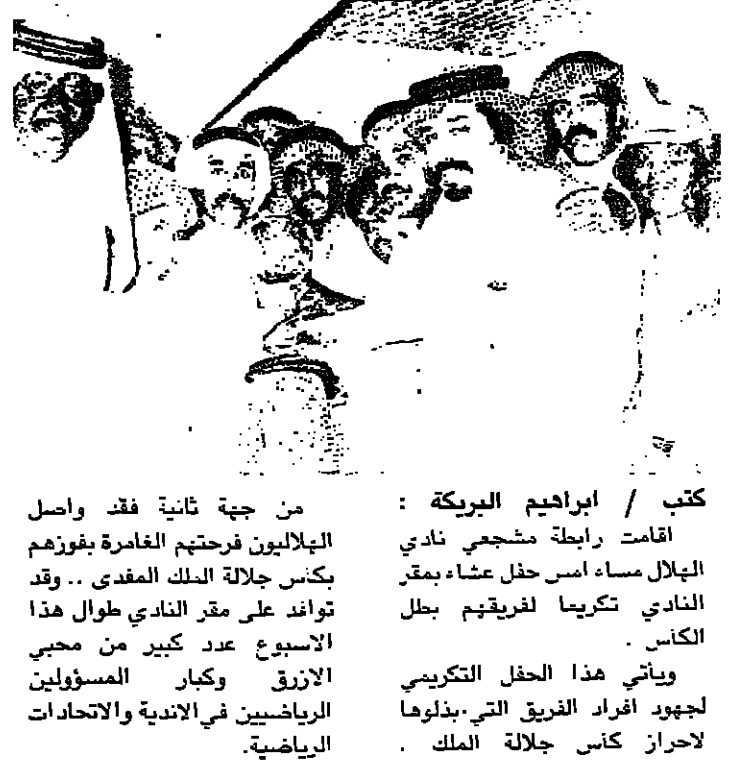 كتب / ابراهيم البريكة :
اقامت رابطة مشجعي نادي
الهلال مساء امس حفل عشاء بمقر
النادي تكريما لفريقهم بطل
الكأس .
ويأتي هذا الحفل التكريمي
لجهود افراد الفريق التي بذلوها
لاحراز كأس جلالة الملك .
من جهة ثانية فقد واصل
الهلاليون فرحتهم الغامرة بفوزهم
بكأس جلالة الملك المفدى .. وقد
توافد على مقر النادي طوال هذا
الاسبوع عدد كبير من محبي
الازرق وكبار المسؤولين
الرياضيين في الاندية والاتحادات
الرياضية.